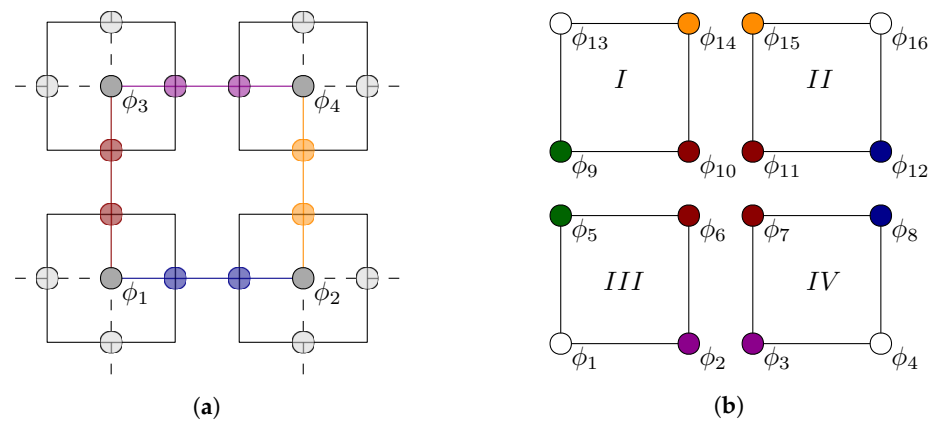 ϕ₃ ϕ₄
ϕ₁ ϕ₂
(a)
ϕ₁₃ ϕ₁₄ ϕ₁₅ ϕ₁₆
I II
ϕ₉ ϕ₁₀ ϕ₁₁ ϕ₁₂
ϕ₅ ϕ₆ ϕ₇ ϕ₈
III IV
ϕ₁ ϕ₂ ϕ₃ ϕ₄
(b)